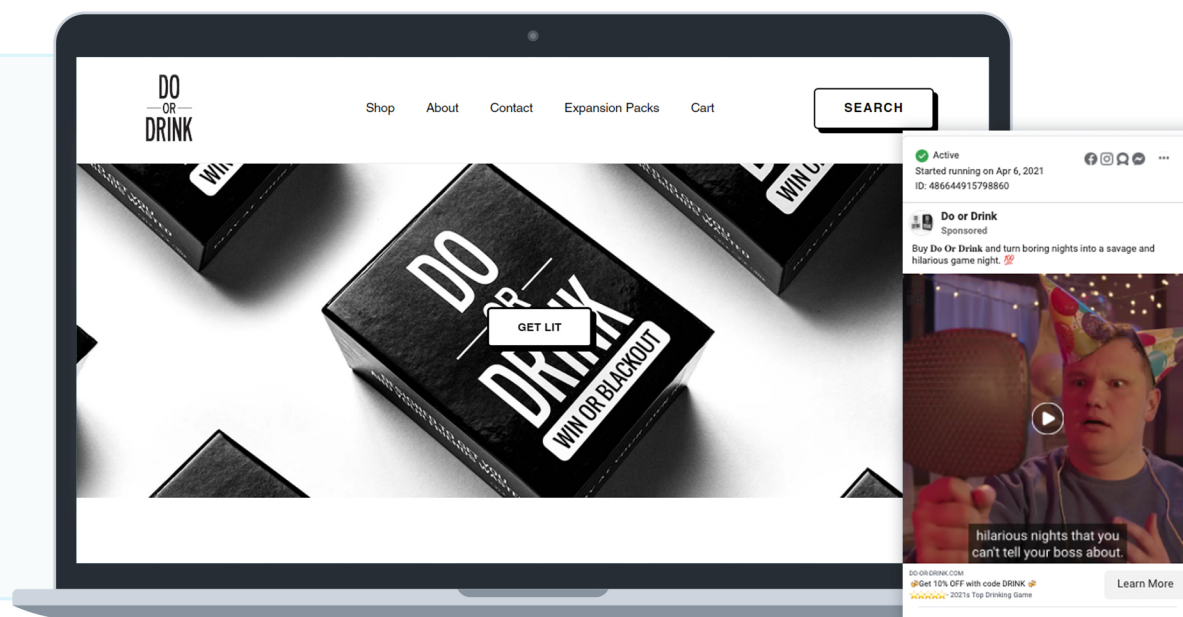 DO
OR
DRINK
Shop
About
Contact
Expansion Packs
Cart
SEARCH
WIN
WIN O
DO
OR
DRINK
WIN OR BLACKOUT
GET LIT
Active
Started running on Apr 6, 2021
ID: 486644915798860
Do or Drink
Sponsored
Buy Do Or Drink and turn boring nights into a savage and
hilarious game night. 💯
hilarious nights that you
can't tell your boss about.
DO-OR-DRINK.COM
🎉Get 10% OFF with code DRINK 🎉
⭐⭐⭐⭐⭐- 2021s Top Drinking Game
Learn More